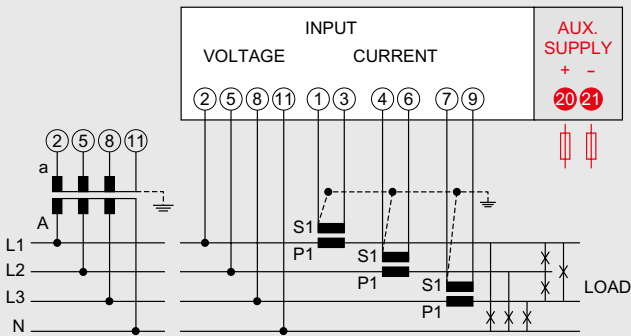 INPUT
AUX.
SUPPLY
VOLTAGE CURRENT
+ −
2 5 8 11 1 3 4 6 7 9 20 21
2 5 8 11
a
A
S1
P1
S1
P1
S1
P1
L1
L2
L3
N
LOAD